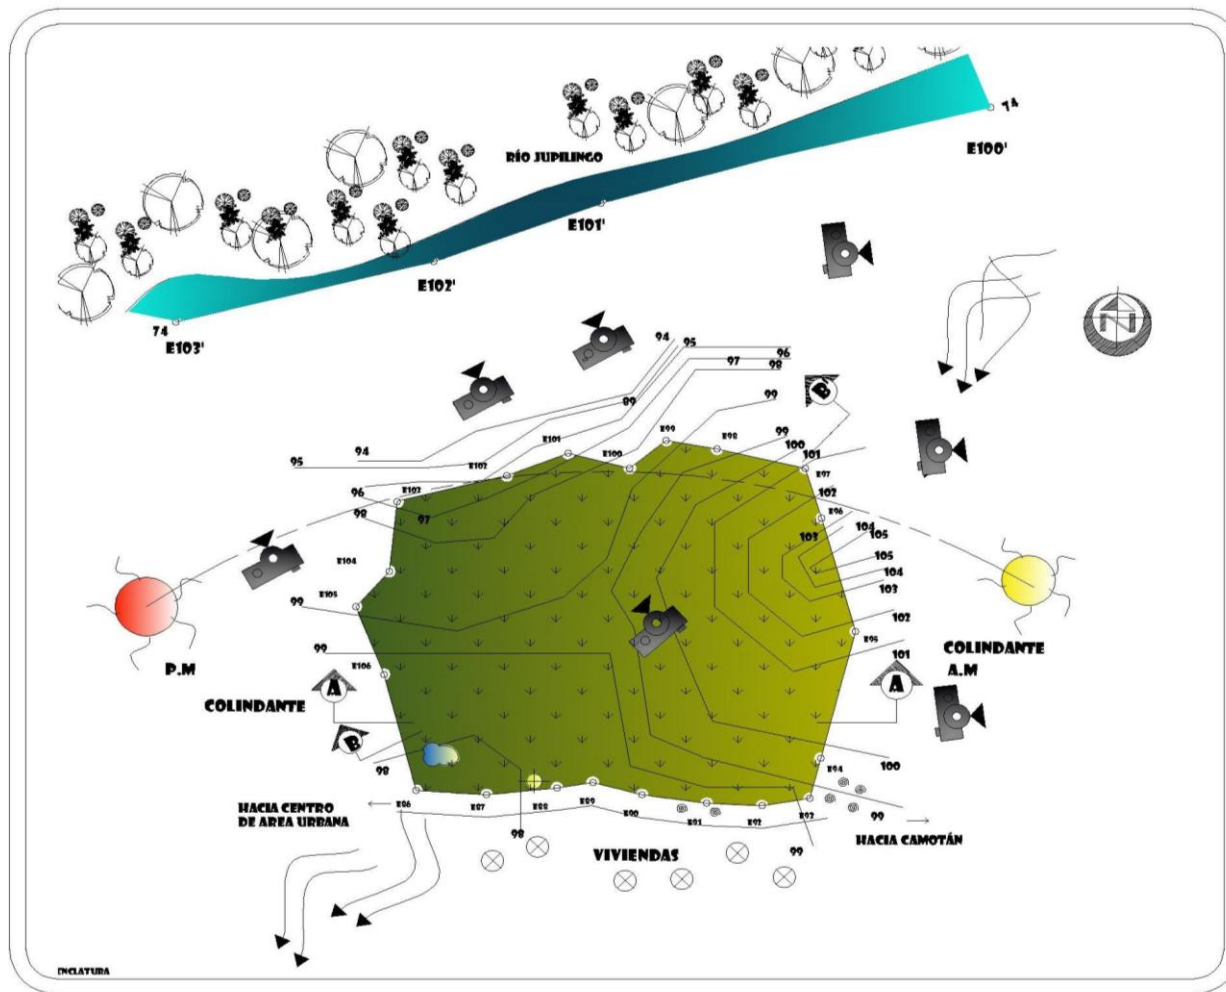 74
E100'
RÍO JUPILINGO
E101'
E102'
74
E103'
N
94
95
96
97
98
89
99
B
94
95
E99
E98
99
100
101
E101
E100
E102
E97
96
E103
102
98
97
E96
103
104
105
E104
105
104
E105
103
99
102
E95
99
101
COLINDANTE
A.M
P.M
E106
COLINDANTE
A
A
B
98
100
E94
HACIA CENTRO
DE AREA URBANA
E86
E87
E88
E89
E90
E91
E92
E93
99
98
HACIA CAMOTÁN
VIVIENDAS
99
ENCLATURA